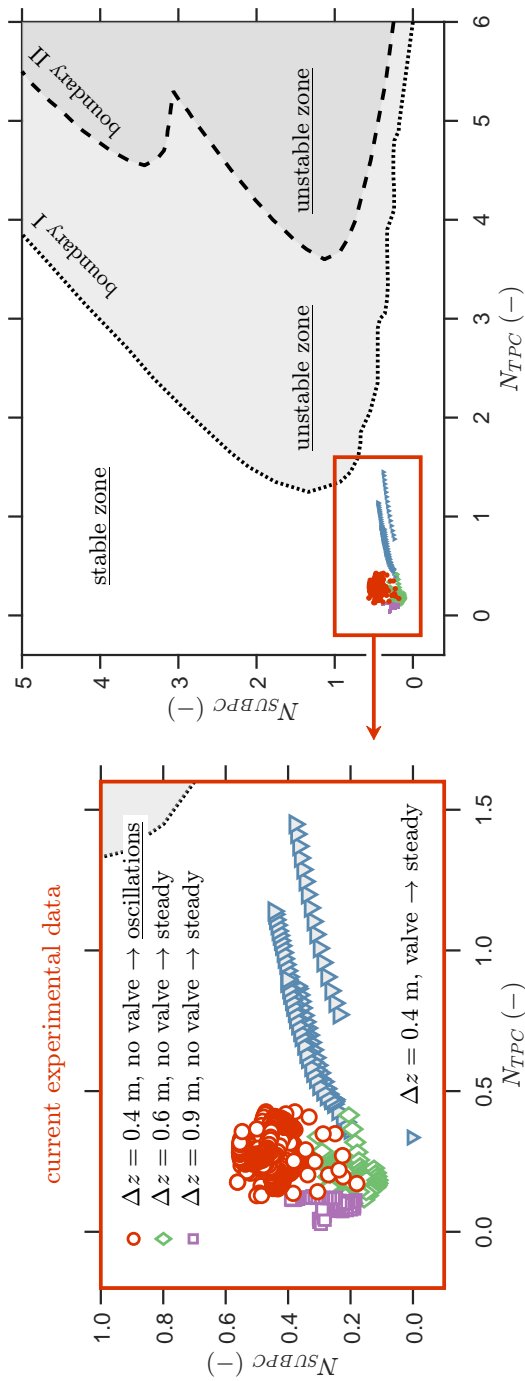 current experimental data
Δz = 0.4 m, no valve → oscillations
Δz = 0.6 m, no valve → steady
Δz = 0.9 m, no valve → steady
Δz = 0.4 m, valve → steady
1.0
0.8
0.6
0.4
0.2
0.0
N_SUBPC (−)
0.0
0.5
1.0
1.5
N_TPC (−)
boundary I
boundary II
stable zone
unstable zone
unstable zone
5
4
3
2
1
0
N_SUBPC (−)
0
1
2
3
4
5
6
N_TPC (−)